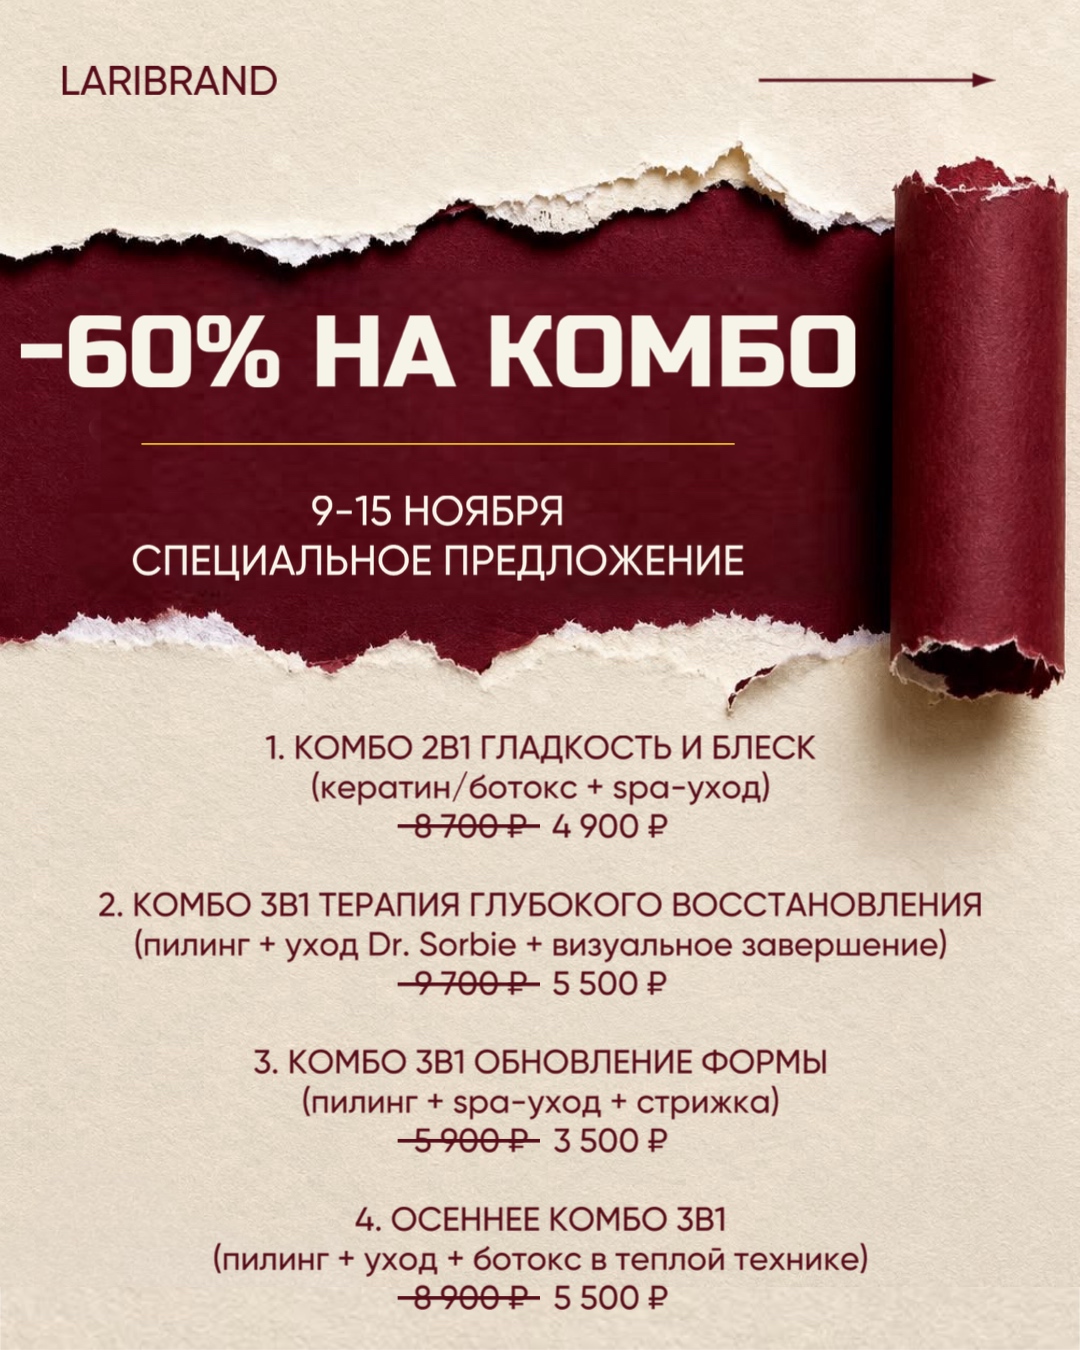 LARIBRAND
-60% НА КОМБО
9-15 НОЯБРЯ
СПЕЦИАЛЬНОЕ ПРЕДЛОЖЕНИЕ
1. КОМБО 2В1 ГЛАДКОСТЬ И БЛЕСК
(кератин/ботокс + spa-уход)
8 700 ₽ 4 900 ₽
2. КОМБО 3В1 ТЕРАПИЯ ГЛУБОКОГО ВОССТАНОВЛЕНИЯ
(пилинг + уход Dr. Sorbie + визуальное завершение)
9 700 ₽ 5 500 ₽
3. КОМБО 3В1 ОБНОВЛЕНИЕ ФОРМЫ
(пилинг + spa-уход + стрижка)
5 900 ₽ 3 500 ₽
4. ОСЕННЕЕ КОМБО 3В1
(пилинг + уход + ботокс в теплой технике)
8 900 ₽ 5 500 ₽